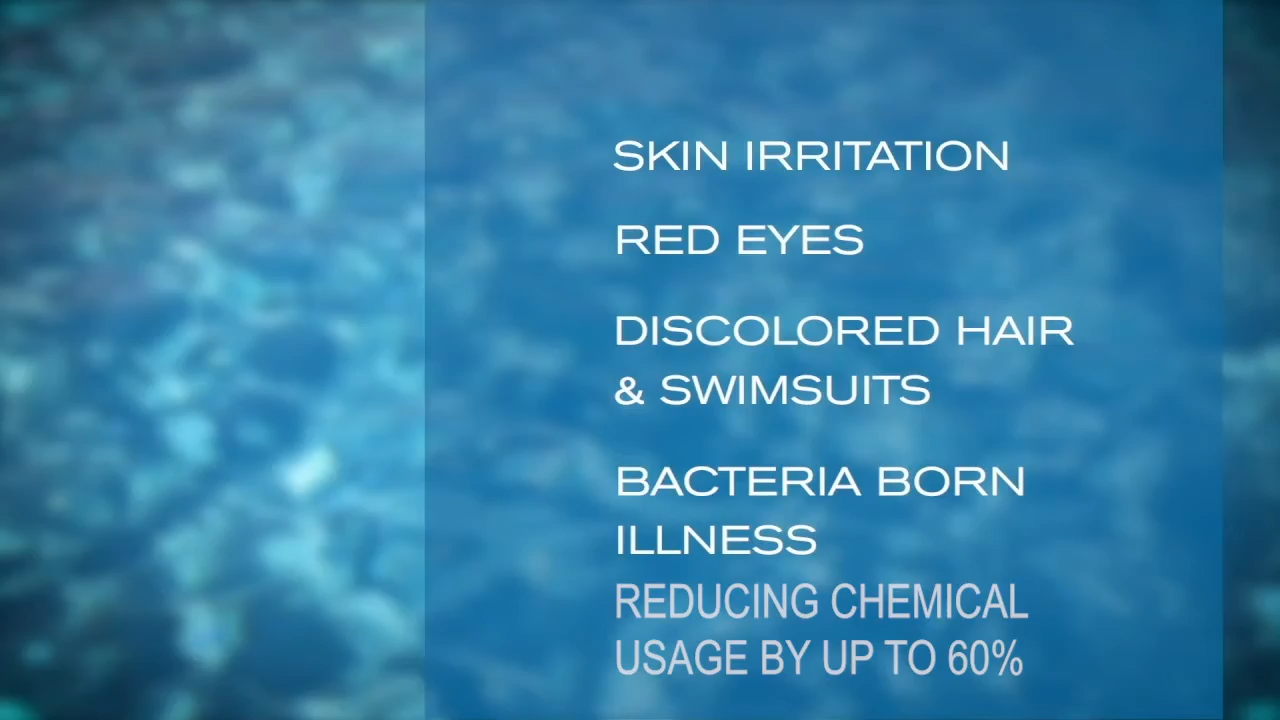 SKIN IRRITATION
RED EYES
DISCOLORED HAIR
& SWIMSUITS
BACTERIA BORN
ILLNESS
REDUCING CHEMICAL
USAGE BY UP TO 60%